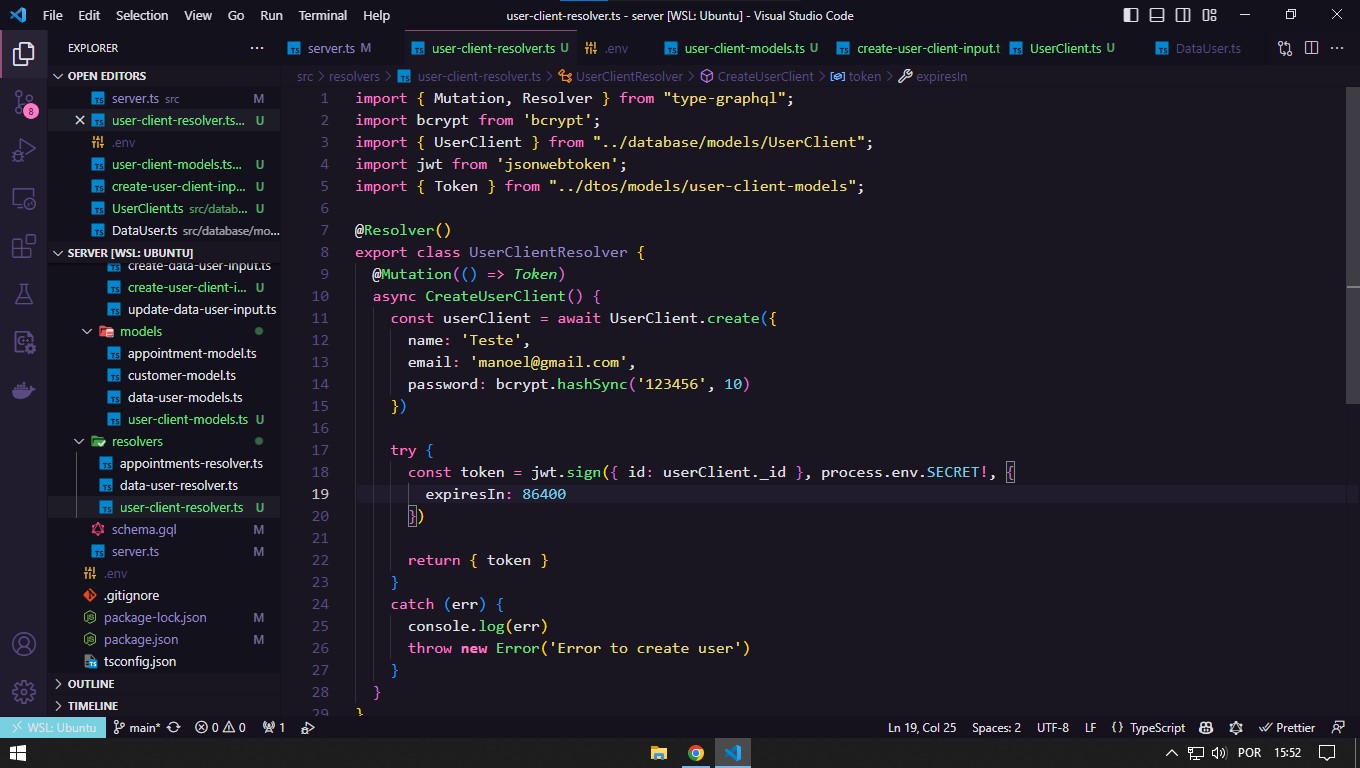 File Edit Selection View Go Run Terminal Help
user-client-resolver.ts - server [WSL: Ubuntu] - Visual Studio Code
EXPLORER
OPEN EDITORS
server.ts src M
user-client-resolver.ts... U
.env
user-client-models.ts... U
create-user-client-inp... U
UserClient.ts src/datab... U
DataUser.ts src/database/mo...
SERVER [WSL: UBUNTU]
create-data-user-input.ts
create-user-client-i... U
update-data-user-input.ts
models
appointment-model.ts
customer-model.ts
data-user-models.ts
user-client-models.ts U
resolvers
appointments-resolver.ts
data-user-resolver.ts
user-client-resolver.ts U
schema.gql M
server.ts M
.env
.gitignore
package-lock.json M
package.json M
tsconfig.json
OUTLINE
TIMELINE
8
server.ts M
user-client-resolver.ts U
.env
user-client-models.ts U
create-user-client-input.t
UserClient.ts U
DataUser.ts
src > resolvers > user-client-resolver.ts > UserClientResolver > CreateUserClient > token > expiresIn
1 import { Mutation, Resolver } from "type-graphql";
2 import bcrypt from 'bcrypt';
3 import { UserClient } from "../database/models/UserClient";
4 import jwt from 'jsonwebtoken';
5 import { Token } from "../dtos/models/user-client-models";
6
7 @Resolver()
8 export class UserClientResolver {
9 @Mutation(() => Token)
10 async CreateUserClient() {
11 const userClient = await UserClient.create({
12 name: 'Teste',
13 email: 'manoel@gmail.com',
14 password: bcrypt.hashSync('123456', 10)
15 })
16
17 try {
18 const token = jwt.sign({ id: userClient._id }, process.env.SECRET!, {
19 expiresIn: 86400
20 })
21
22 return { token }
23 }
24 catch (err) {
25 console.log(err)
26 throw new Error('Error to create user')
27 }
28 }
29 }
WSL: Ubuntu main* 0 0 1
Ln 19, Col 25 Spaces: 2 UTF-8 LF {} TypeScript Prettier
POR 15:52